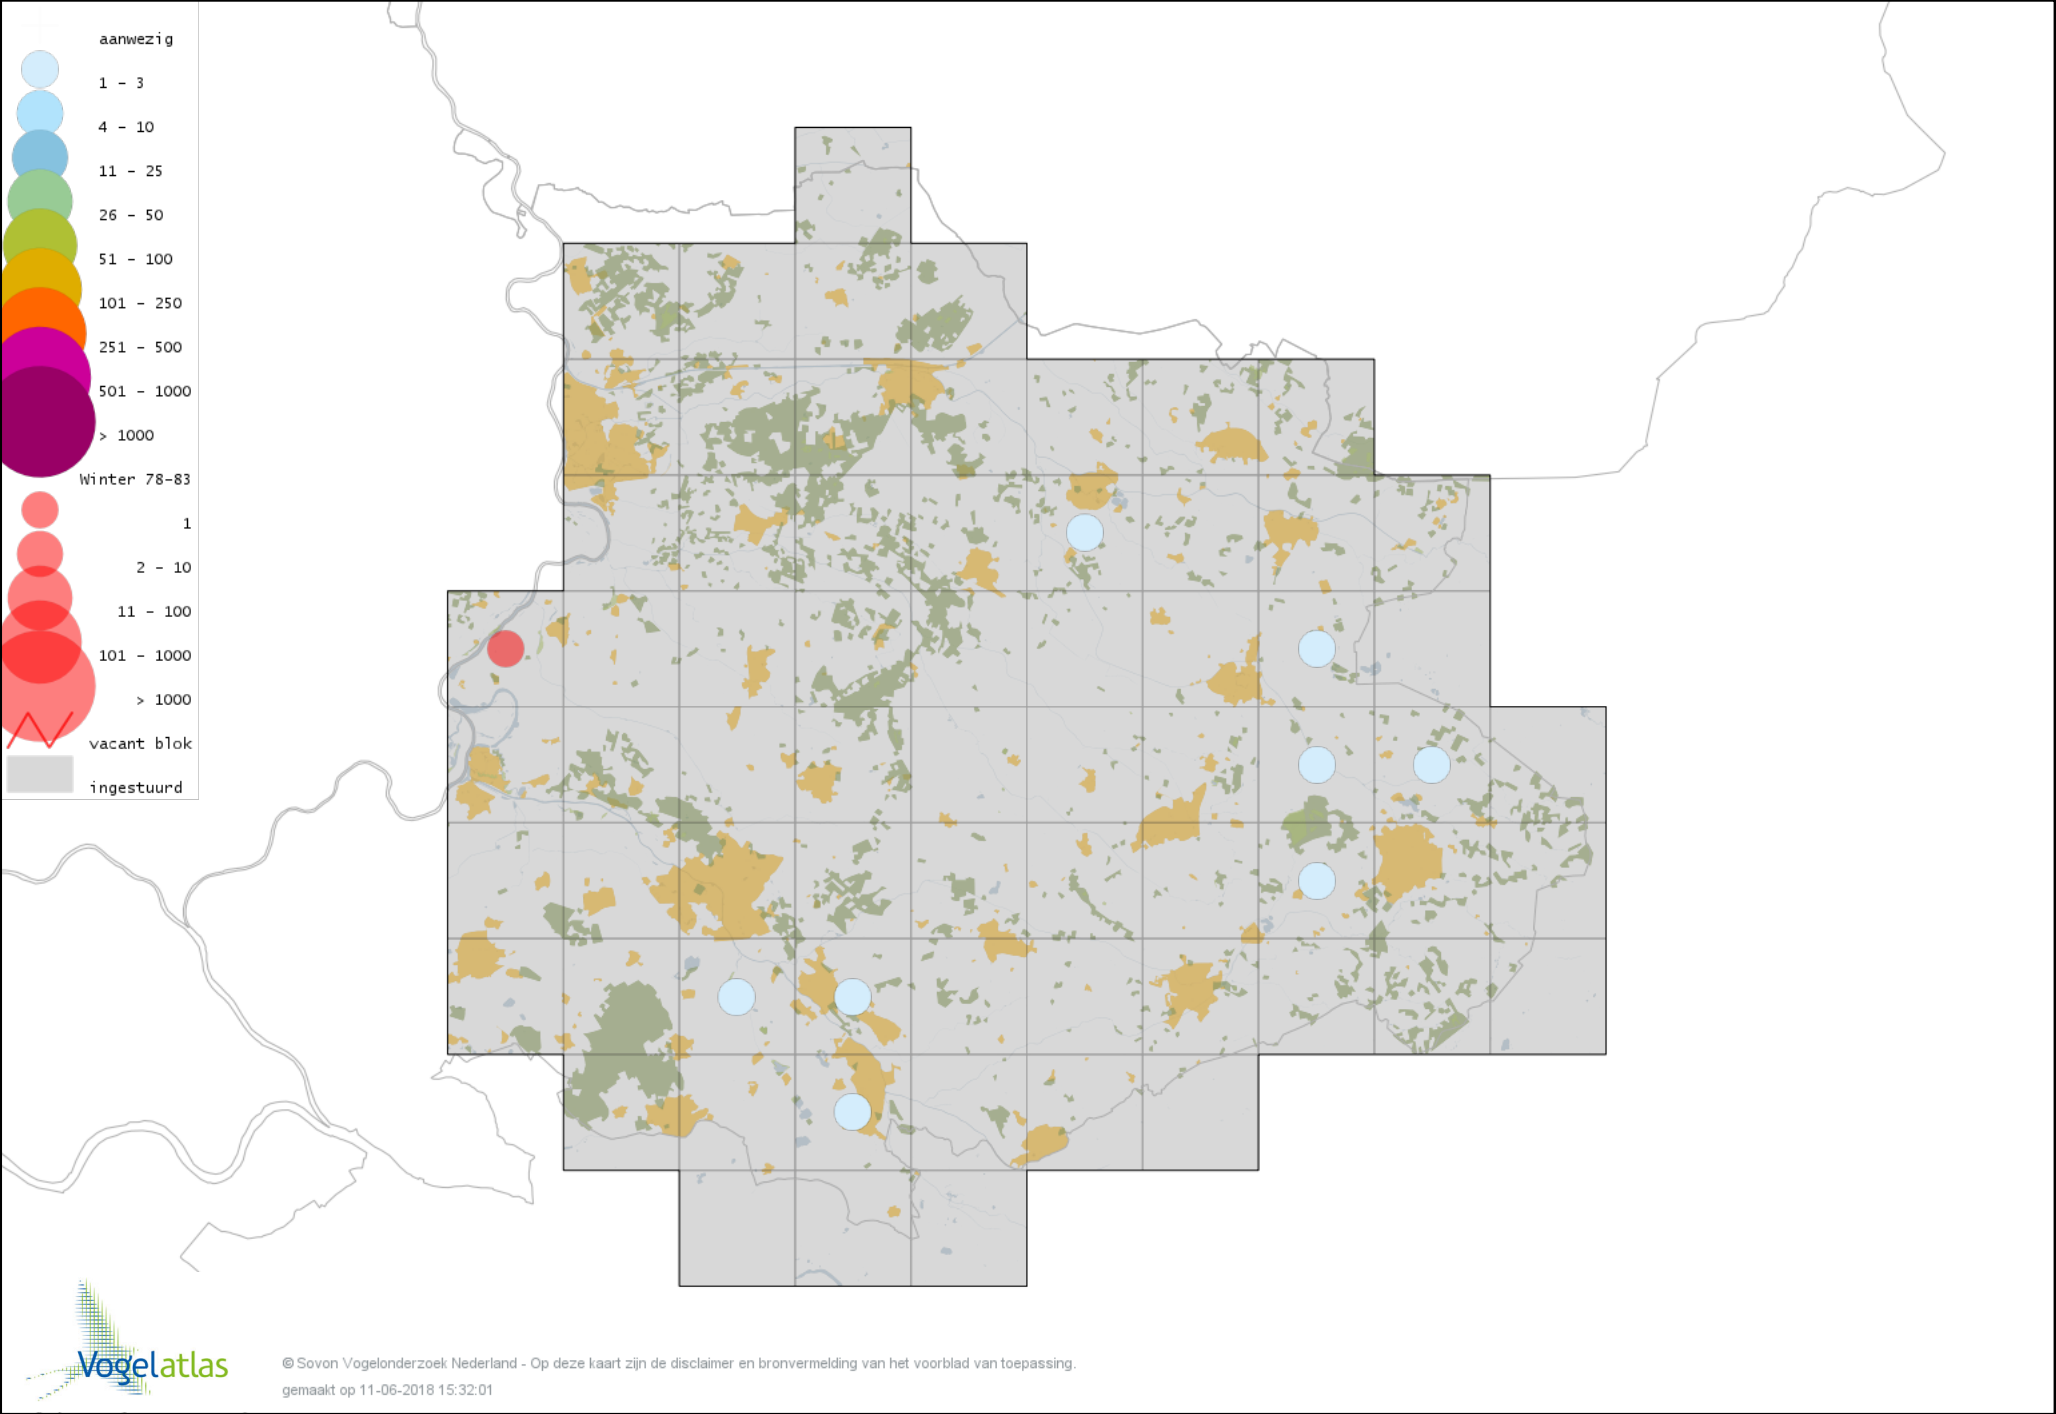 aanwezig
1 - 3
4 - 10
11 - 25
26 - 50
51 - 100
101 - 250
251 - 500
501 - 1000
> 1000
Winter 78-83
1
2 - 10
11 - 100
101 - 1000
> 1000
vacant blok
ingestuurd
Vogelatlas
© Sovon Vogelonderzoek Nederland - Op deze kaart zijn de disclaimer en bronvermelding van het voorblad van toepassing.
gemaakt op 11-06-2018 15:32:01